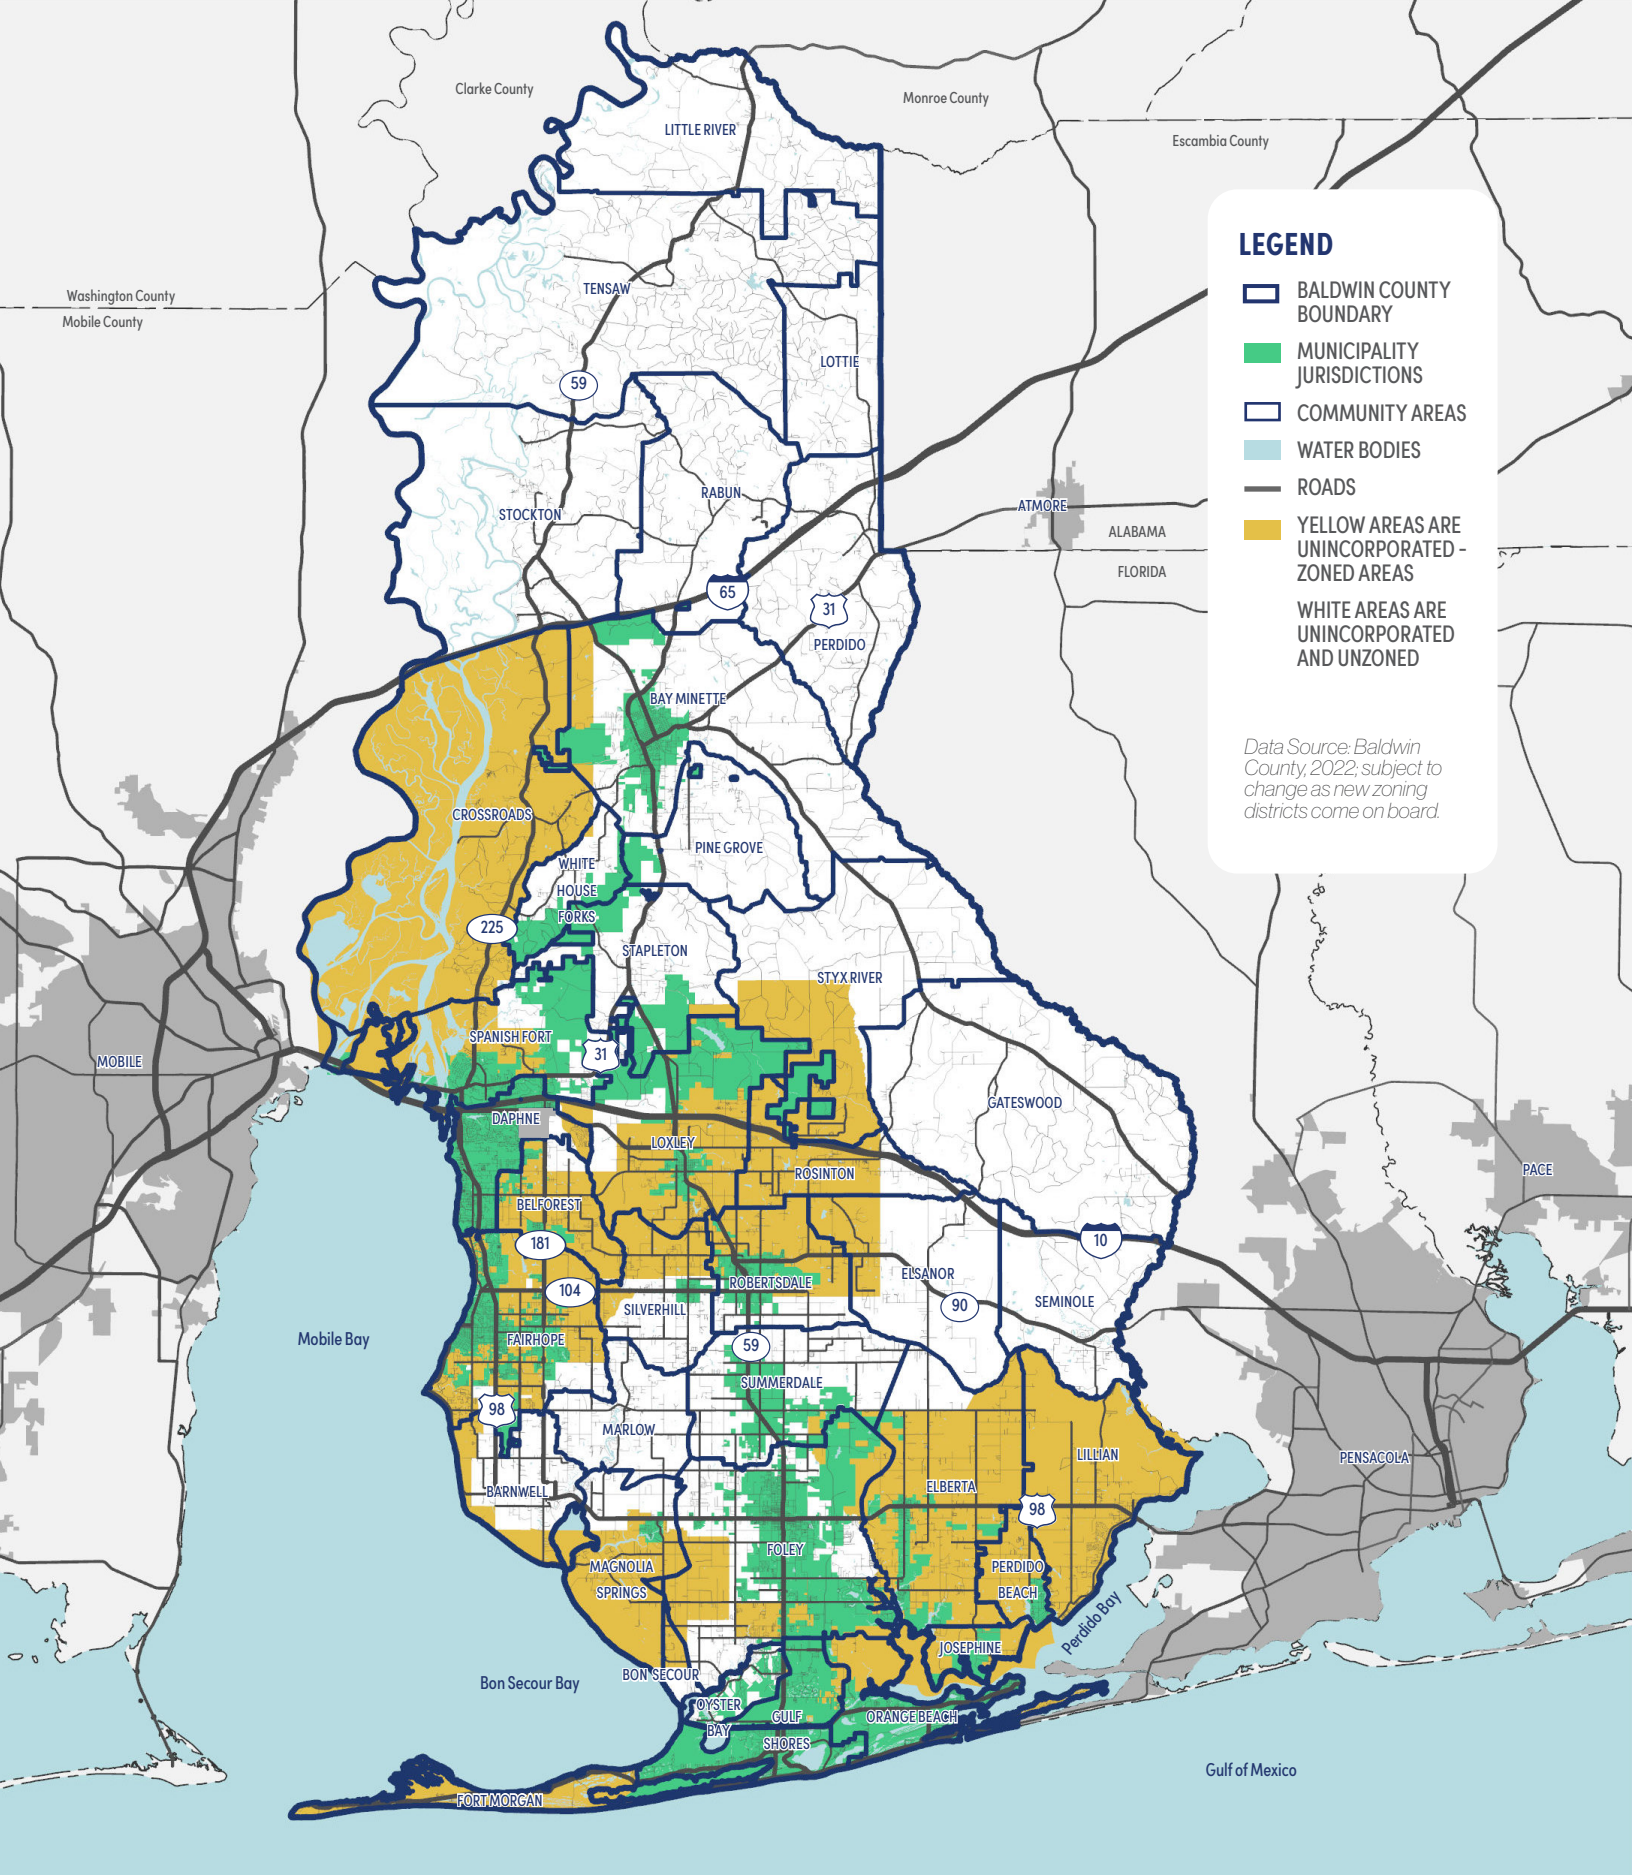 Clarke County
Monroe County
LITTLE RIVER
Escambia County
LEGEND
BALDWIN COUNTY
BOUNDARY
MUNICIPALITY
JURISDICTIONS
COMMUNITY AREAS
WATER BODIES
ROADS
YELLOW AREAS ARE
UNINCORPORATED -
ZONED AREAS
WHITE AREAS ARE
UNINCORPORATED
AND UNZONED
Data Source: Baldwin
County, 2022; subject to
change as new zoning
districts come on board.
Washington County
Mobile County
TENSAW
LOTTIE
59
RABUN
STOCKTON
ATMORE
ALABAMA
FLORIDA
65
31
PERDIDO
BAY MINETTE
CROSSROADS
PINE GROVE
WHITE
HOUSE
FORKS
225
STAPLETON
STYX RIVER
SPANISH FORT
31
MOBILE
GATESWOOD
DAPHNE
LOXLEY
ROSINTON
PACE
BELFOREST
181
10
ELSANOR
ROBERTSDALE
104
SILVERHILL
90
SEMINOLE
Mobile Bay
FAIRHOPE
59
SUMMERDALE
98
MARLOW
LILLIAN
PENSACOLA
BARNWELL
ELBERTA
98
FOLEY
MAGNOLIA
SPRINGS
PERDIDO
BEACH
Perdido Bay
JOSEPHINE
BON SECOUR
Bon Secour Bay
OYSTER
BAY
GULF
SHORES
ORANGE BEACH
Gulf of Mexico
FORT MORGAN